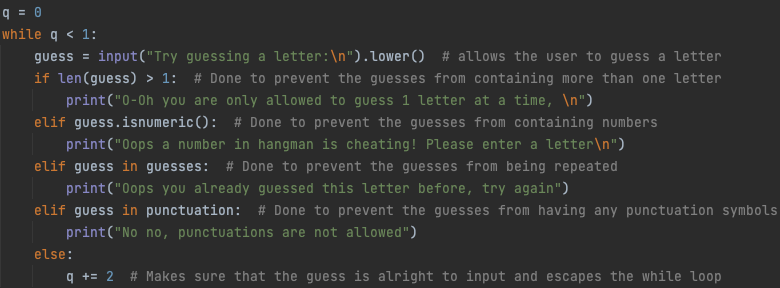 q = 0
while q < 1:
    guess = input("Try guessing a letter:\n").lower()  # allows the user to guess a letter
    if len(guess) > 1:  # Done to prevent the guesses from containing more than one letter
        print("O-Oh you are only allowed to guess 1 letter at a time, \n")
    elif guess.isnumeric():  # Done to prevent the guesses from containing numbers
        print("Oops a number in hangman is cheating! Please enter a letter\n")
    elif guess in guesses:  # Done to prevent the guesses from being repeated
        print("Oops you already guessed this letter before, try again")
    elif guess in punctuation:  # Done to prevent the guesses from having any punctuation symbols
        print("No no, punctuations are not allowed")
    else:
        q += 2  # Makes sure that the guess is alright to input and escapes the while loop